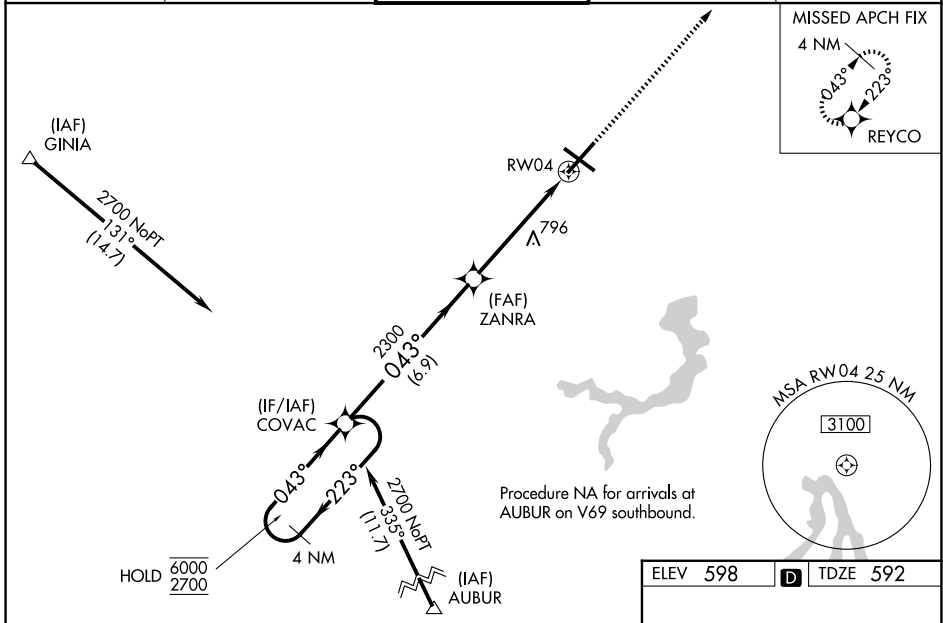 MISSED APCH FIX
4 NM
043°
223°
REYCO
(IAF)
GINIA
2700 NoPT
131°
(14.7)
RW04
796
(FAF)
ZANRA
2300
043°
(6.9)
(IF/IAF)
COVAC
043°
223°
4 NM
HOLD 6000
2700
2700 NoPT
335°
(11.7)
(IAF)
AUBUR
Procedure NA for arrivals at
AUBUR on V69 southbound.
MSA RW04 25 NM
3100
ELEV 598 D TDZE 592